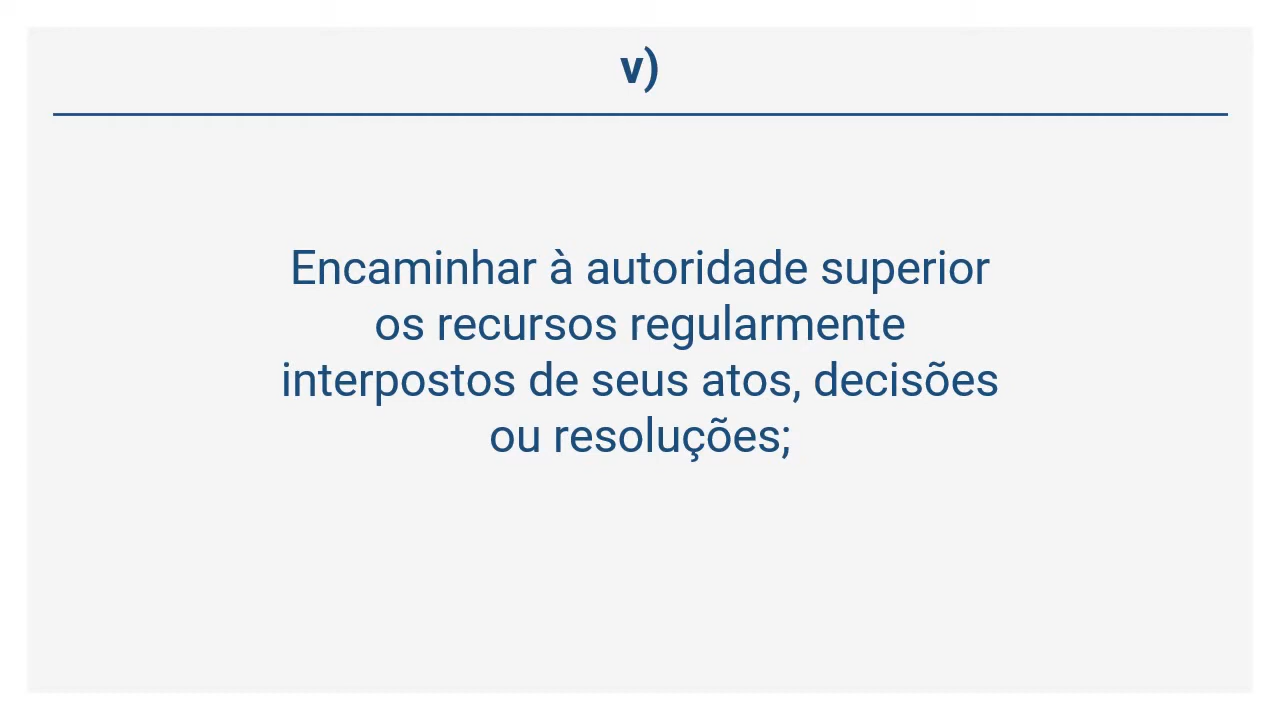 v)
Encaminhar à autoridade superior
os recursos regularmente
interpostos de seus atos, decisões
ou resoluções;